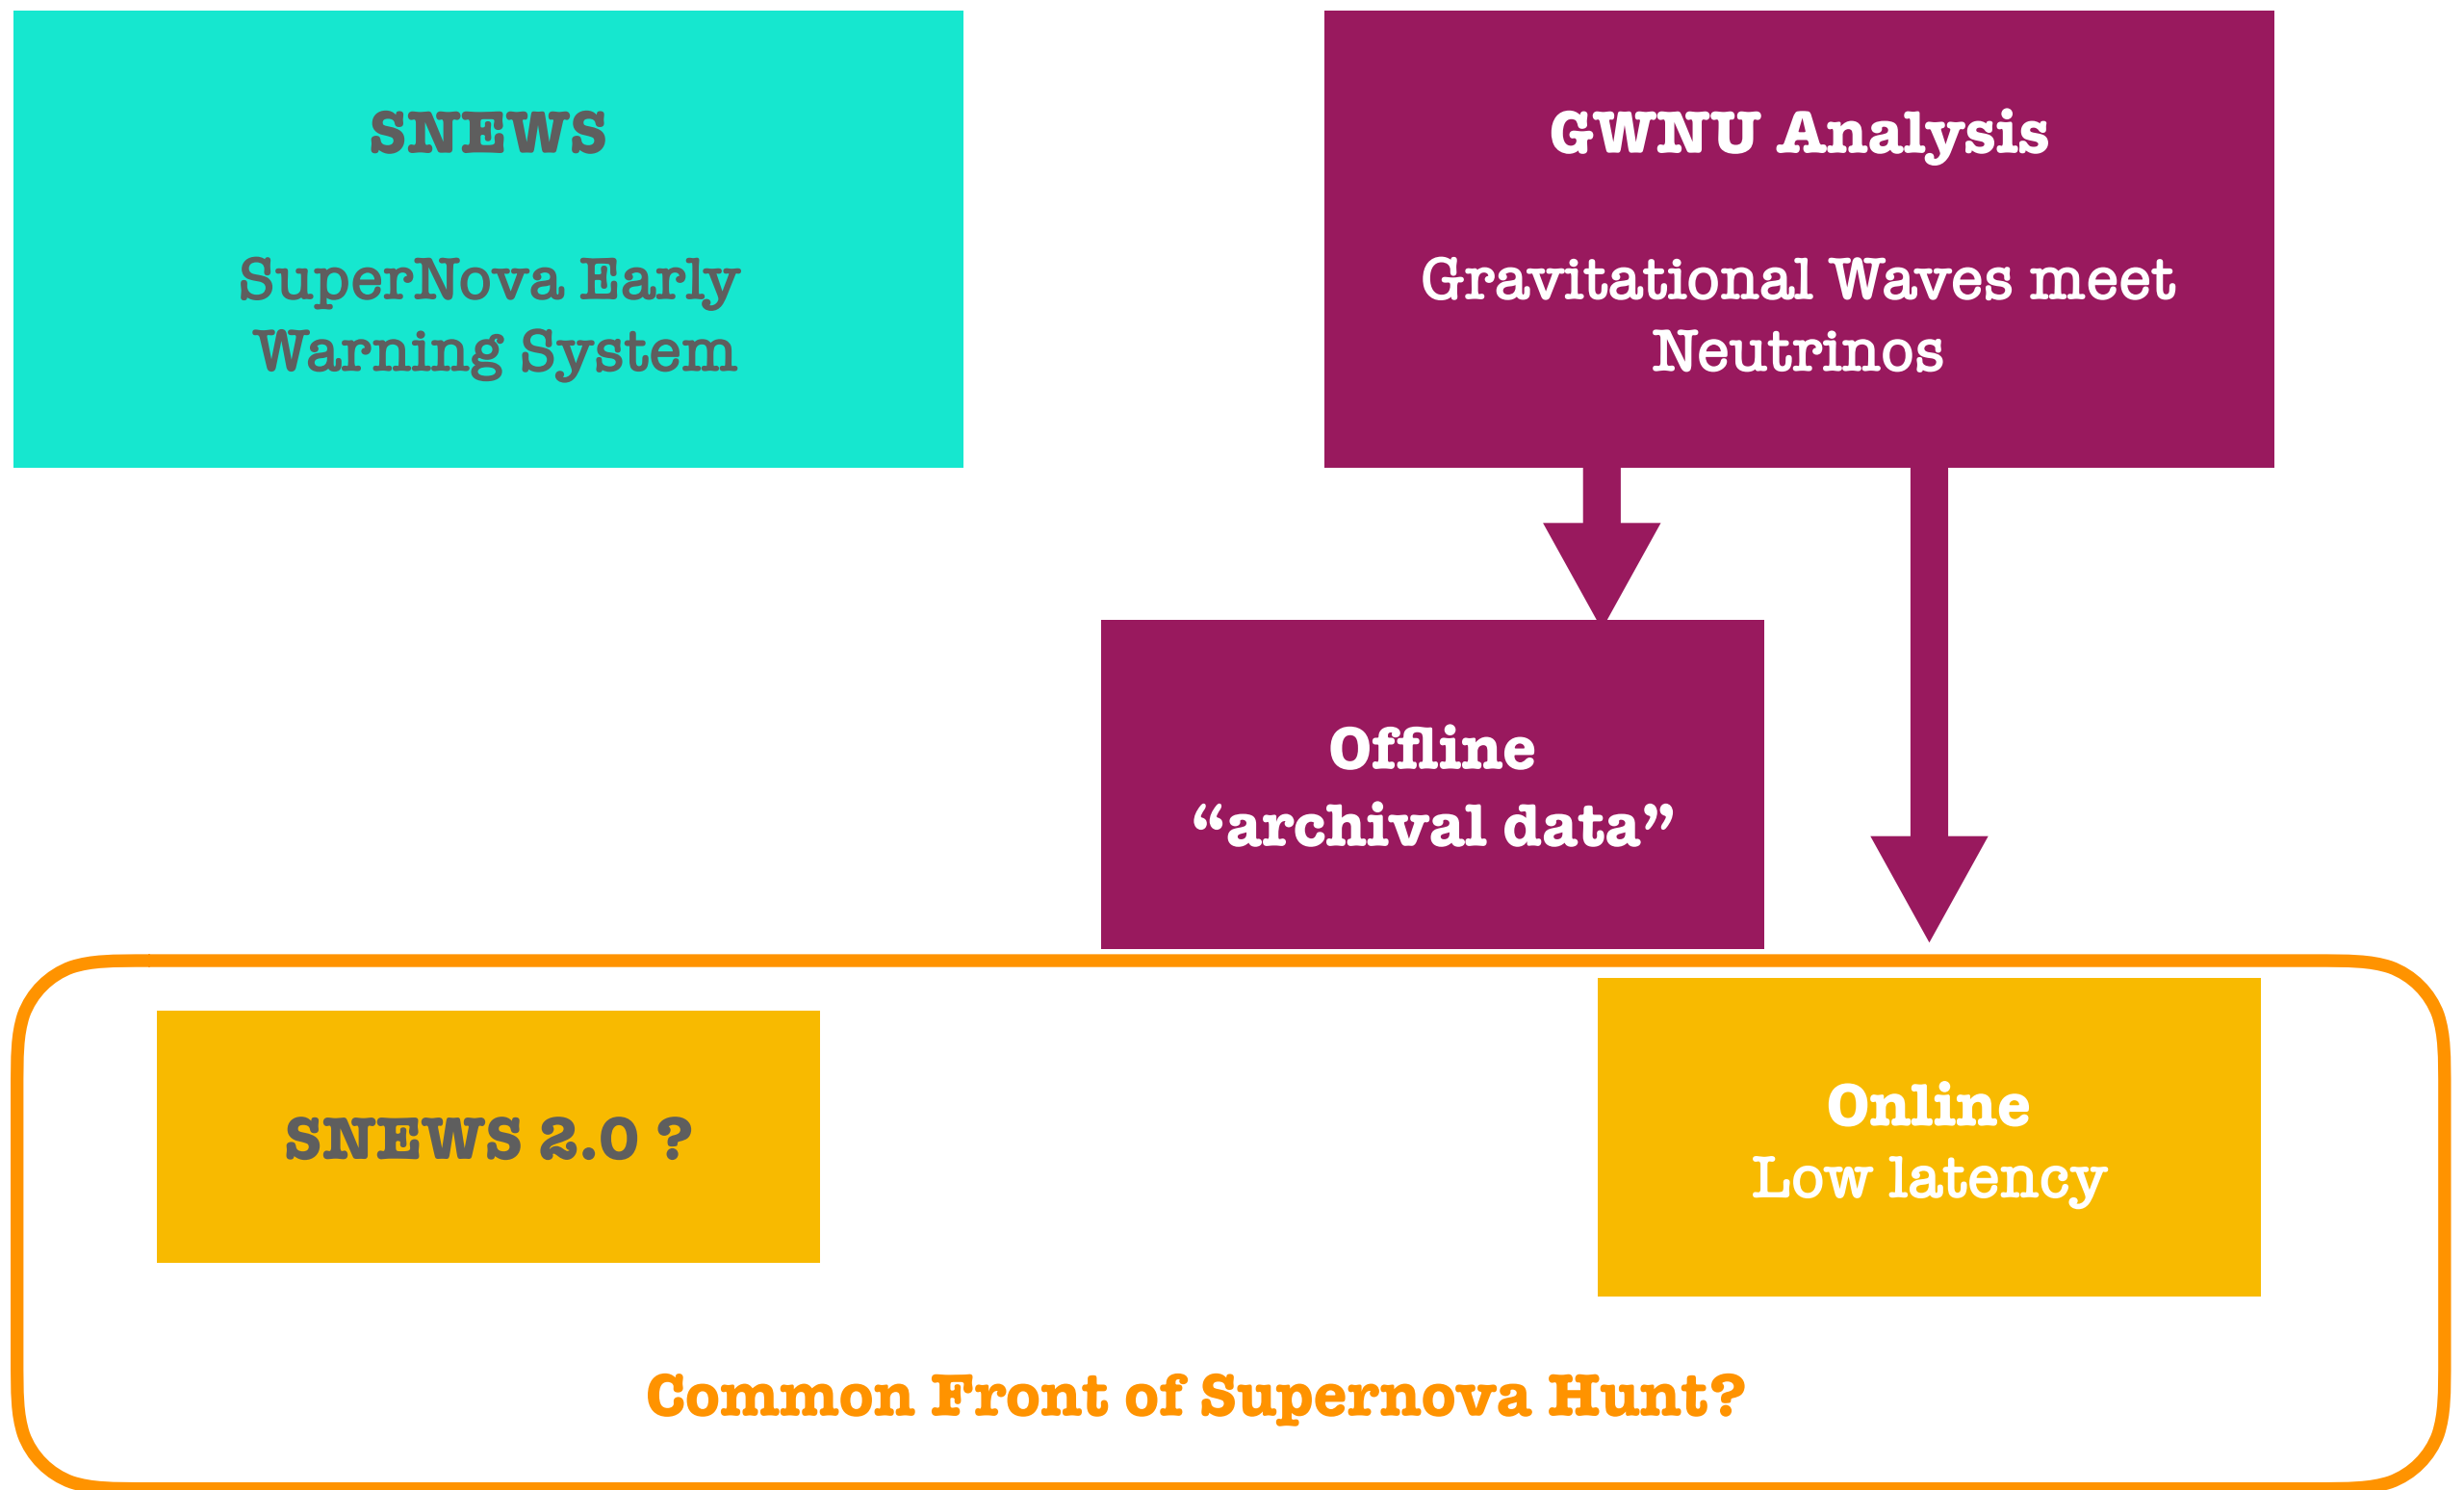 SNEWS
SuperNova Early
Warning System
GWNU Analysis
Gravitational Waves meet
Neutrinos
Offline
“archival data”
SNEWS 2.0 ?
Online
Low latency
Common Front of Supernova Hunt?